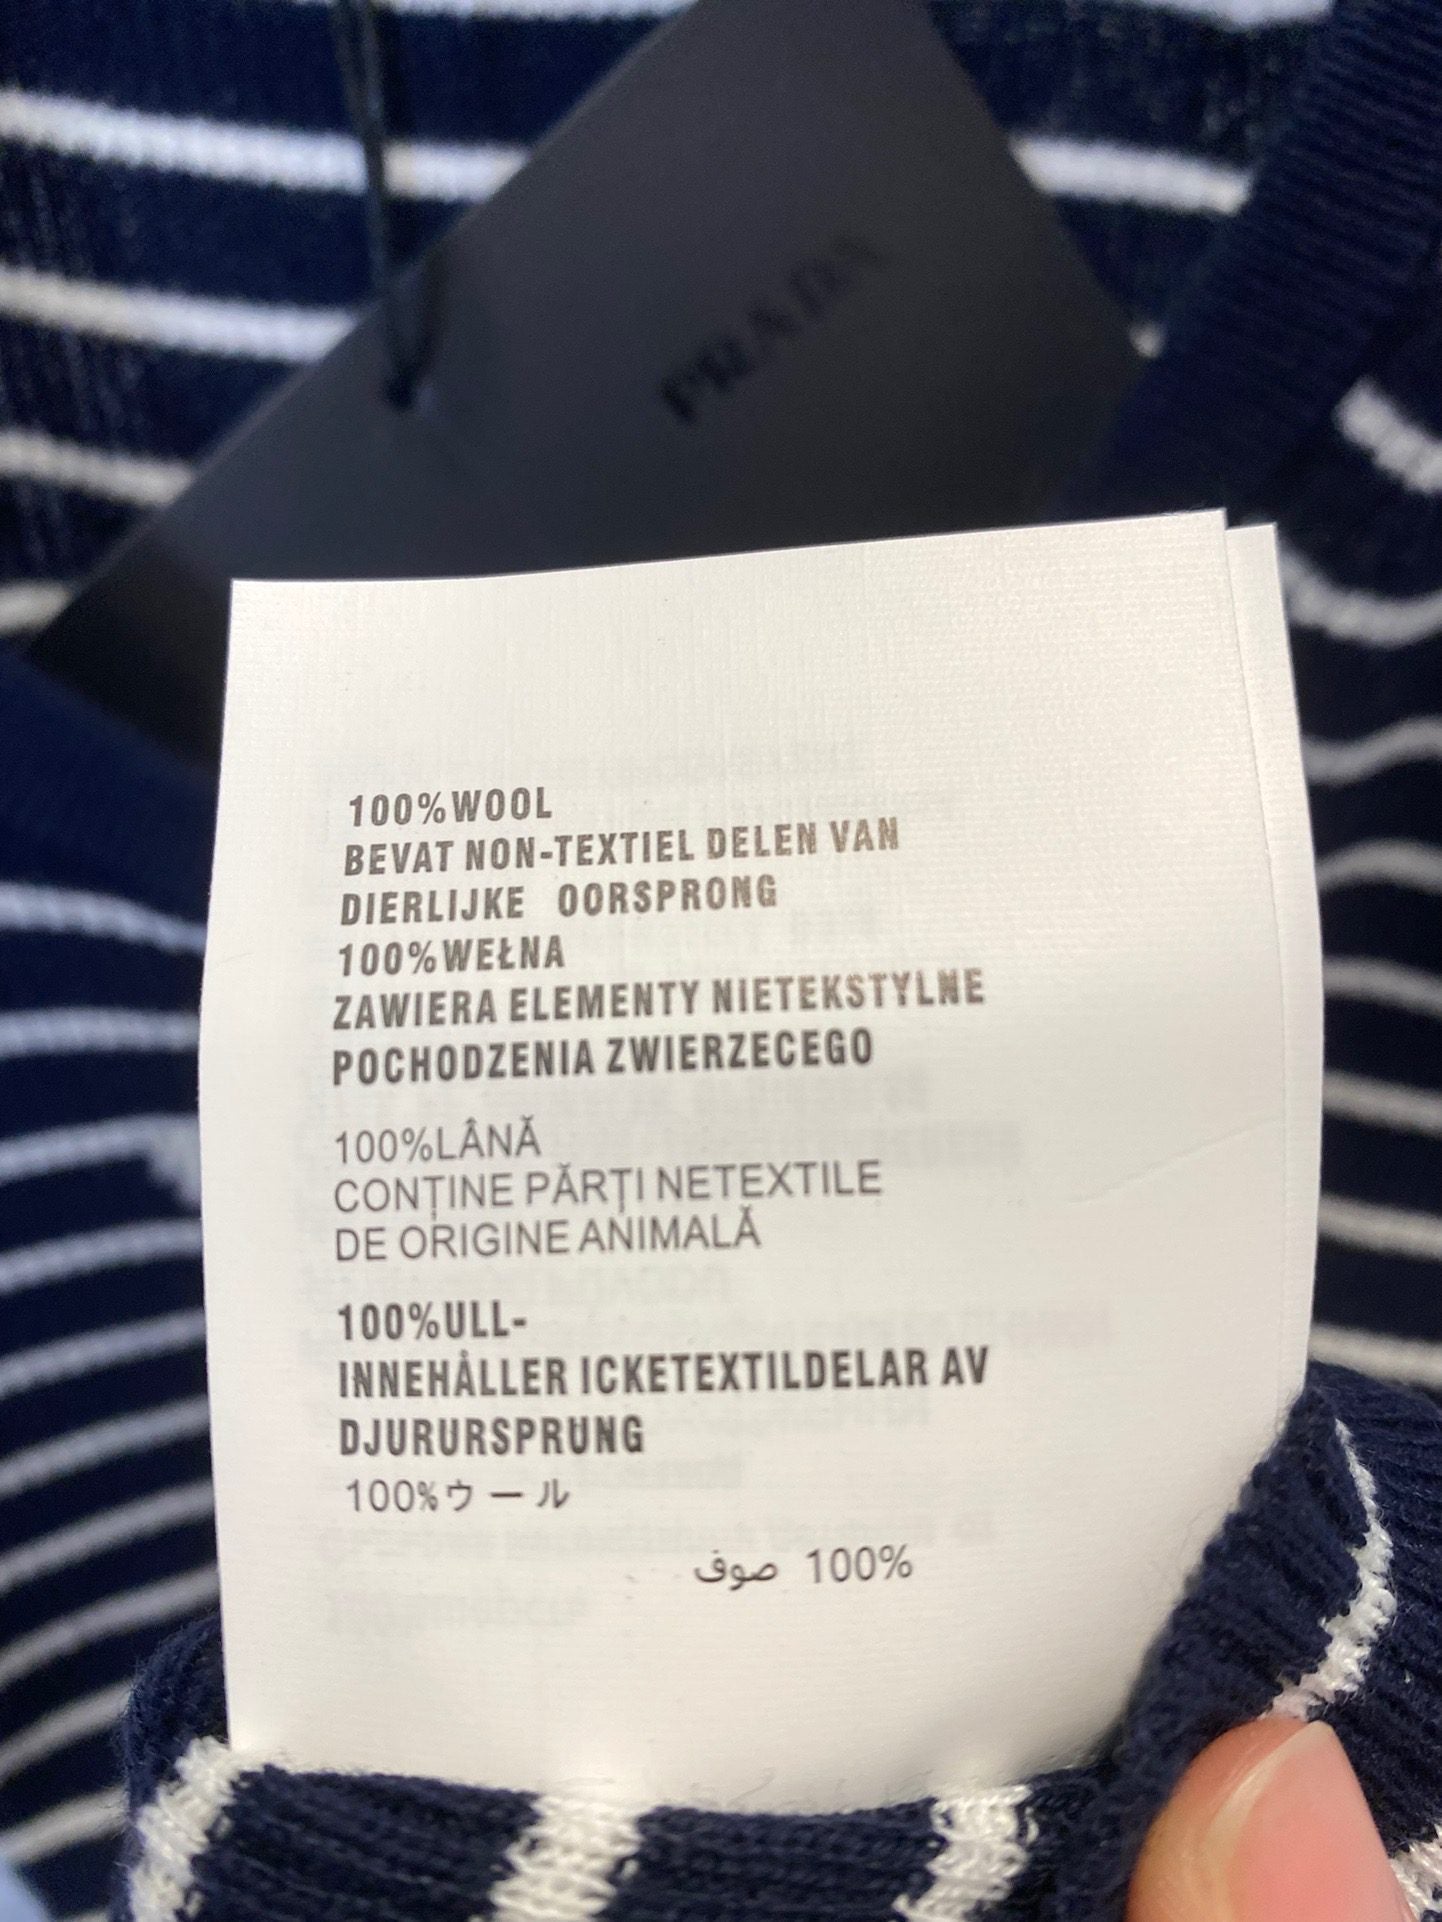 PRADA
100%WOOL
BEVAT NON-TEXTIEL DELEN VAN
DIERLIJKE OORSPRONG
100%WEŁNA
ZAWIERA ELEMENTY NIETEKSTYLNE
POCHODZENIA ZWIERZECEGO
100%LÂNĂ
CONȚINE PĂRȚI NETEXTILE
DE ORIGINE ANIMALĂ
100%ULL-
INNEHÅLLER ICKETEXTILDELAR AV
DJURURSPRUNG
100%ウール
100% صوف